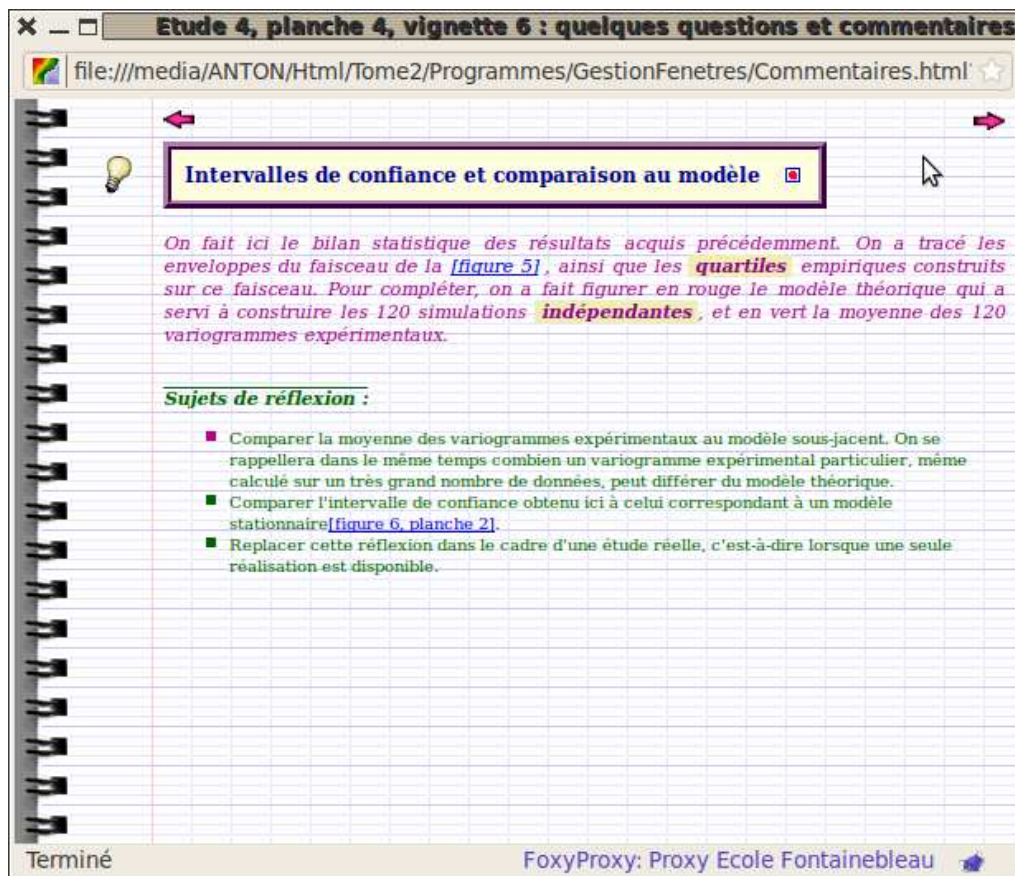 Etude 4, planche 4, vignette 6 : quelques questions et commentaires
file:///media/ANTON/Html/Tome2/Programmes/GestionFenetres/Commentaires.html
Intervalles de confiance et comparaison au modèle
On fait ici le bilan statistique des résultats acquis précédemment. On a tracé les
enveloppes du faisceau de la [figure 5] , ainsi que les quartiles empiriques construits
sur ce faisceau. Pour compléter, on a fait figurer en rouge le modèle théorique qui a
servi à construire les 120 simulations indépendantes , et en vert la moyenne des 120
variogrammes expérimentaux.
Sujets de réflexion :
Comparer la moyenne des variogrammes expérimentaux au modèle sous-jacent. On se
rappellera dans le même temps combien un variogramme expérimental particulier, même
calculé sur un très grand nombre de données, peut différer du modèle théorique.
Comparer l'intervalle de confiance obtenu ici à celui correspondant à un modèle
stationnaire[figure 6, planche 2].
Replacer cette réflexion dans le cadre d'une étude réelle, c'est-à-dire lorsque une seule
réalisation est disponible.
Terminé
FoxyProxy: Proxy Ecole Fontainebleau